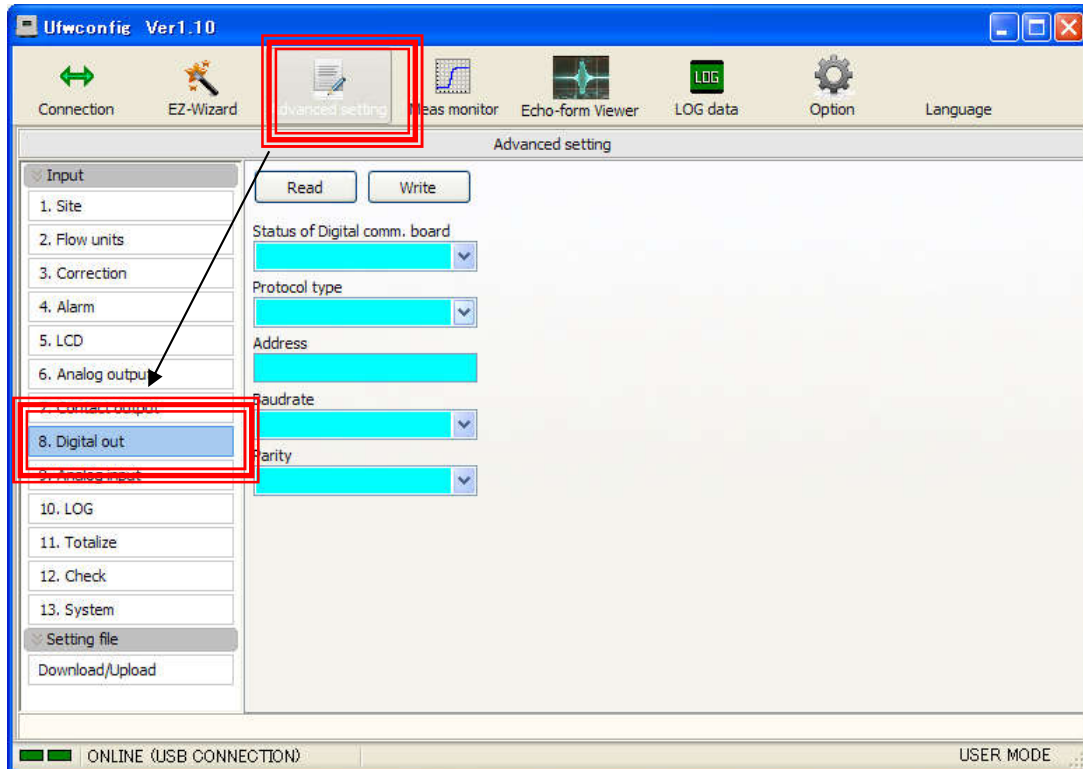 Ufwconfig Ver1.10
Connection EZ-Wizard Advanced setting Meas monitor Echo-form Viewer LOG LOG data Option Language
Advanced setting
Input
1. Site
2. Flow units
3. Correction
4. Alarm
5. LCD
6. Analog output
7. Contact output
8. Digital out
9. Analog input
10. LOG
11. Totalize
12. Check
13. System
Setting file
Download/Upload
Read Write
Status of Digital comm. board
Protocol type
Address
Baudrate
Parity
ONLINE (USB CONNECTION) USER MODE